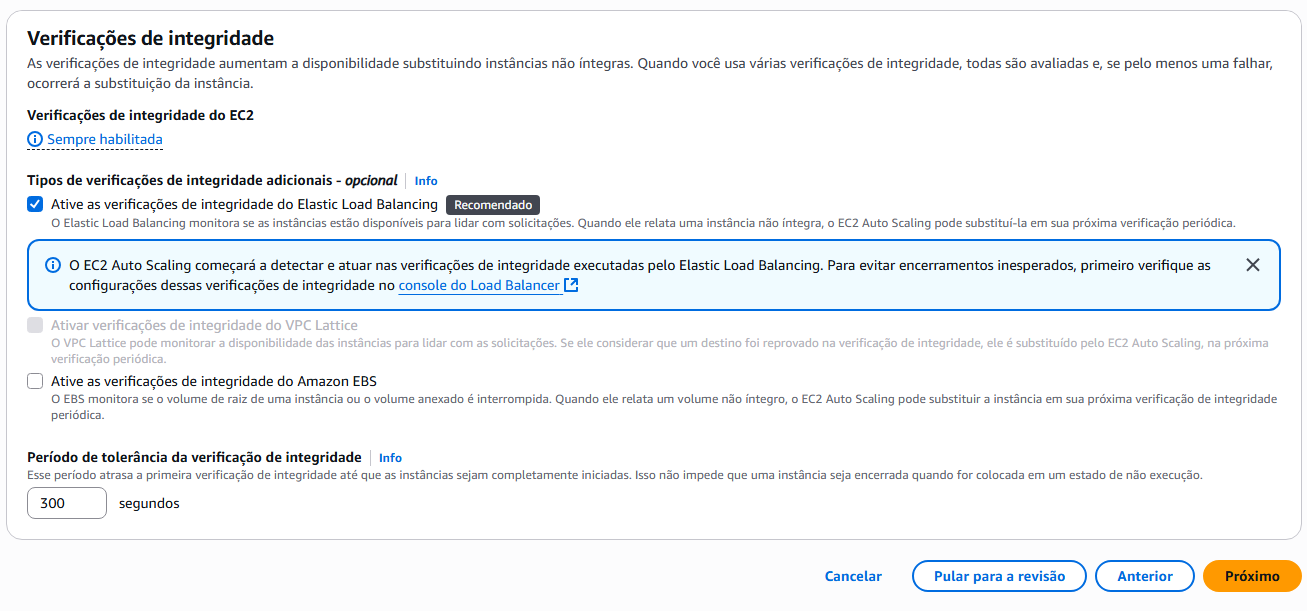 Verificações de integridade
As verificações de integridade aumentam a disponibilidade substituindo instâncias não íntegras. Quando você usa várias verificações de integridade, todas são avaliadas e, se pelo menos uma falhar,
ocorrerá a substituição da instância.
Verificações de integridade do EC2
Sempre habilitada
Tipos de verificações de integridade adicionais - opcional Info
Ative as verificações de integridade do Elastic Load Balancing Recomendado
O Elastic Load Balancing monitora se as instâncias estão disponíveis para lidar com solicitações. Quando ele relata uma instância não íntegra, o EC2 Auto Scaling pode substituí-la em sua próxima verificação periódica.
O EC2 Auto Scaling começará a detectar e atuar nas verificações de integridade executadas pelo Elastic Load Balancing. Para evitar encerramentos inesperados, primeiro verifique as
configurações dessas verificações de integridade no console do Load Balancer
Ativar verificações de integridade do VPC Lattice
O VPC Lattice pode monitorar a disponibilidade das instâncias para lidar com as solicitações. Se ele considerar que um destino foi reprovado na verificação de integridade, ele é substituído pelo EC2 Auto Scaling, na próxima
verificação periódica.
Ative as verificações de integridade do Amazon EBS
O EBS monitora se o volume de raiz de uma instância ou o volume anexado é interrompida. Quando ele relata um volume não íntegro, o EC2 Auto Scaling pode substituir a instância em sua próxima verificação de integridade
periódica.
Período de tolerância da verificação de integridade Info
Esse período atrasa a primeira verificação de integridade até que as instâncias sejam completamente iniciadas. Isso não impede que uma instância seja encerrada quando for colocada em um estado de não execução.
300 segundos
Cancelar Pular para a revisão Anterior Próximo